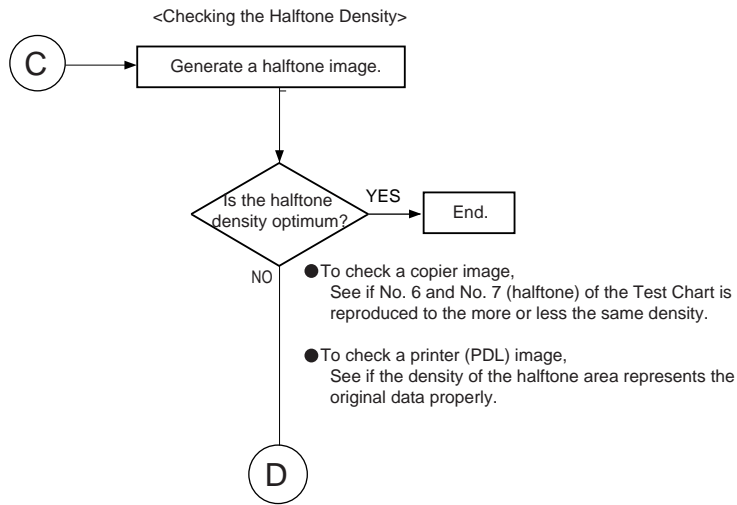 <Checking the Halftone Density>
C
Generate a halftone image.
Is the halftone
density optimum?
YES
End.
NO
●To check a copier image,
See if No. 6 and No. 7 (halftone) of the Test Chart is
reproduced to the more or less the same density.
●To check a printer (PDL) image,
See if the density of the halftone area represents the
original data properly.
D